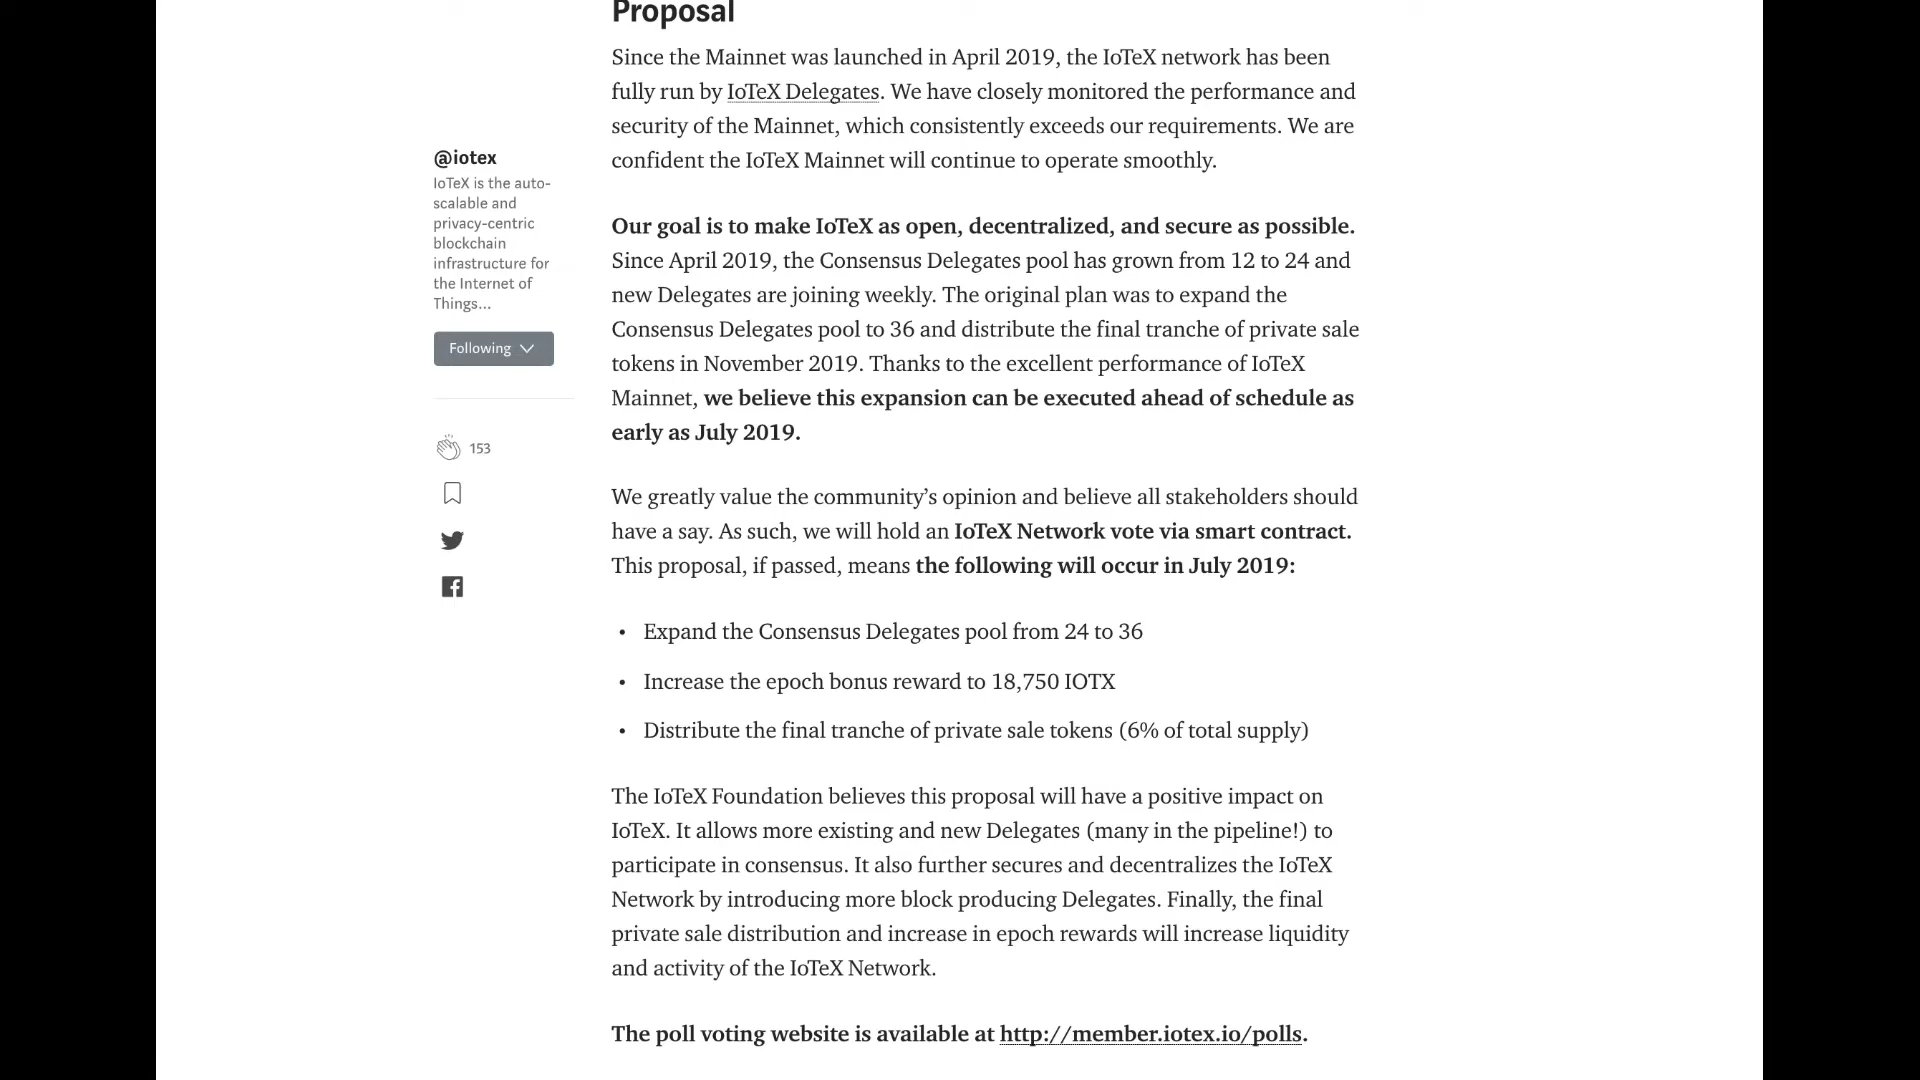 Proposal
Since the Mainnet was launched in April 2019, the IoTeX network has been
fully run by IoTeX Delegates. We have closely monitored the performance and
security of the Mainnet, which consistently exceeds our requirements. We are
confident the IoTeX Mainnet will continue to operate smoothly.
@iotex
IoTeX is the auto-
scalable and
privacy-centric
blockchain
infrastructure for
the Internet of
Things...
Following
153
Our goal is to make IoTeX as open, decentralized, and secure as possible.
Since April 2019, the Consensus Delegates pool has grown from 12 to 24 and
new Delegates are joining weekly. The original plan was to expand the
Consensus Delegates pool to 36 and distribute the final tranche of private sale
tokens in November 2019. Thanks to the excellent performance of IoTeX
Mainnet, we believe this expansion can be executed ahead of schedule as
early as July 2019.
We greatly value the community’s opinion and believe all stakeholders should
have a say. As such, we will hold an IoTeX Network vote via smart contract.
This proposal, if passed, means the following will occur in July 2019:
• Expand the Consensus Delegates pool from 24 to 36
• Increase the epoch bonus reward to 18,750 IOTX
• Distribute the final tranche of private sale tokens (6% of total supply)
The IoTeX Foundation believes this proposal will have a positive impact on
IoTeX. It allows more existing and new Delegates (many in the pipeline!) to
participate in consensus. It also further secures and decentralizes the IoTeX
Network by introducing more block producing Delegates. Finally, the final
private sale distribution and increase in epoch rewards will increase liquidity
and activity of the IoTeX Network.
The poll voting website is available at http://member.iotex.io/polls.